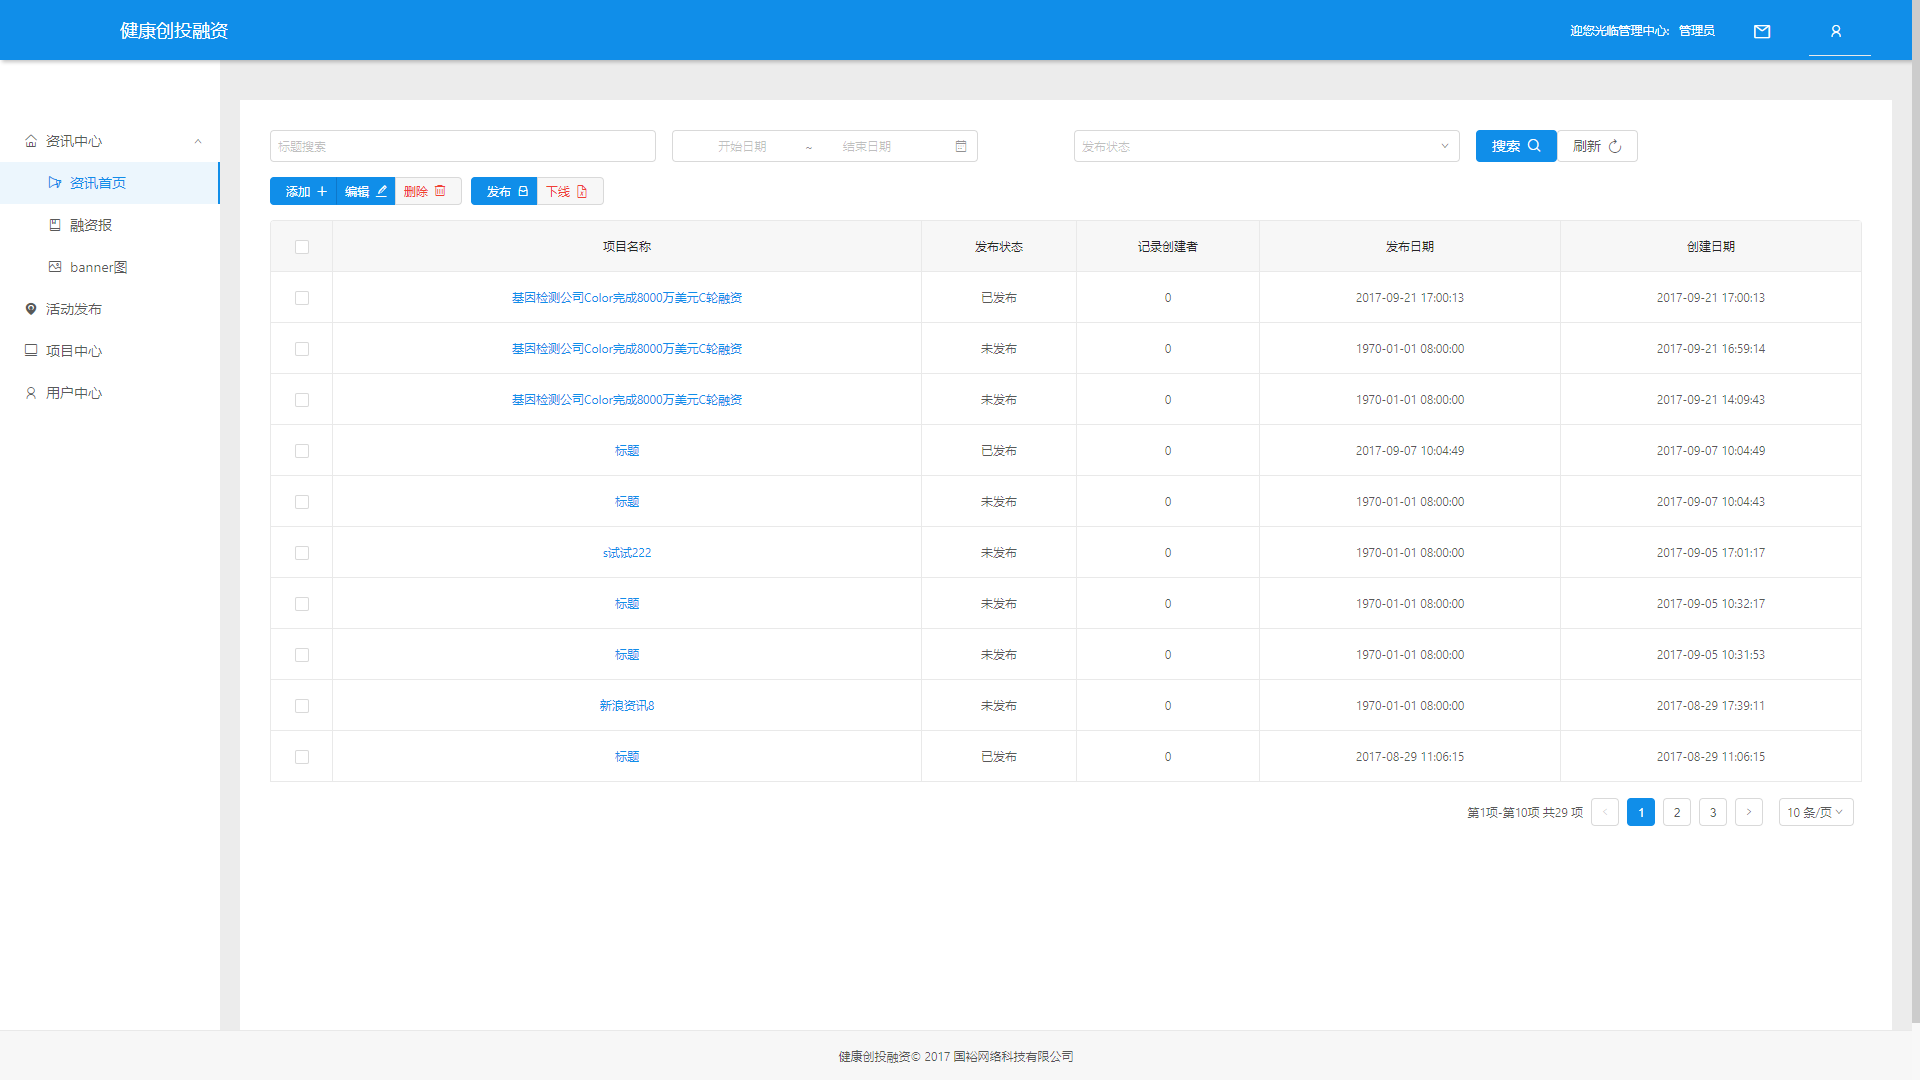 健康创投融资
迎您光临管理中心: 管理员
资讯中心
资讯首页
融资报
banner图
活动发布
项目中心
用户中心
标题搜索 开始日期 ~ 结束日期 发布状态 搜索 刷新
添加 编辑 删除 发布 下线
项目名称 发布状态 记录创建者 发布日期 创建日期
基因检测公司Color完成8000万美元C轮融资 已发布 0 2017-09-21 17:00:13 2017-09-21 17:00:13
基因检测公司Color完成8000万美元C轮融资 未发布 0 1970-01-01 08:00:00 2017-09-21 16:59:14
基因检测公司Color完成8000万美元C轮融资 未发布 0 1970-01-01 08:00:00 2017-09-21 14:09:43
标题 已发布 0 2017-09-07 10:04:49 2017-09-07 10:04:49
标题 未发布 0 1970-01-01 08:00:00 2017-09-07 10:04:43
s试试222 未发布 0 1970-01-01 08:00:00 2017-09-05 17:01:17
标题 未发布 0 1970-01-01 08:00:00 2017-09-05 10:32:17
标题 未发布 0 1970-01-01 08:00:00 2017-09-05 10:31:53
新浪资讯8 未发布 0 1970-01-01 08:00:00 2017-08-29 17:39:11
标题 已发布 0 2017-08-29 11:06:15 2017-08-29 11:06:15
第1项-第10项 共29 项 1 2 3 10 条/页
健康创投融资© 2017 国裕网络科技有限公司